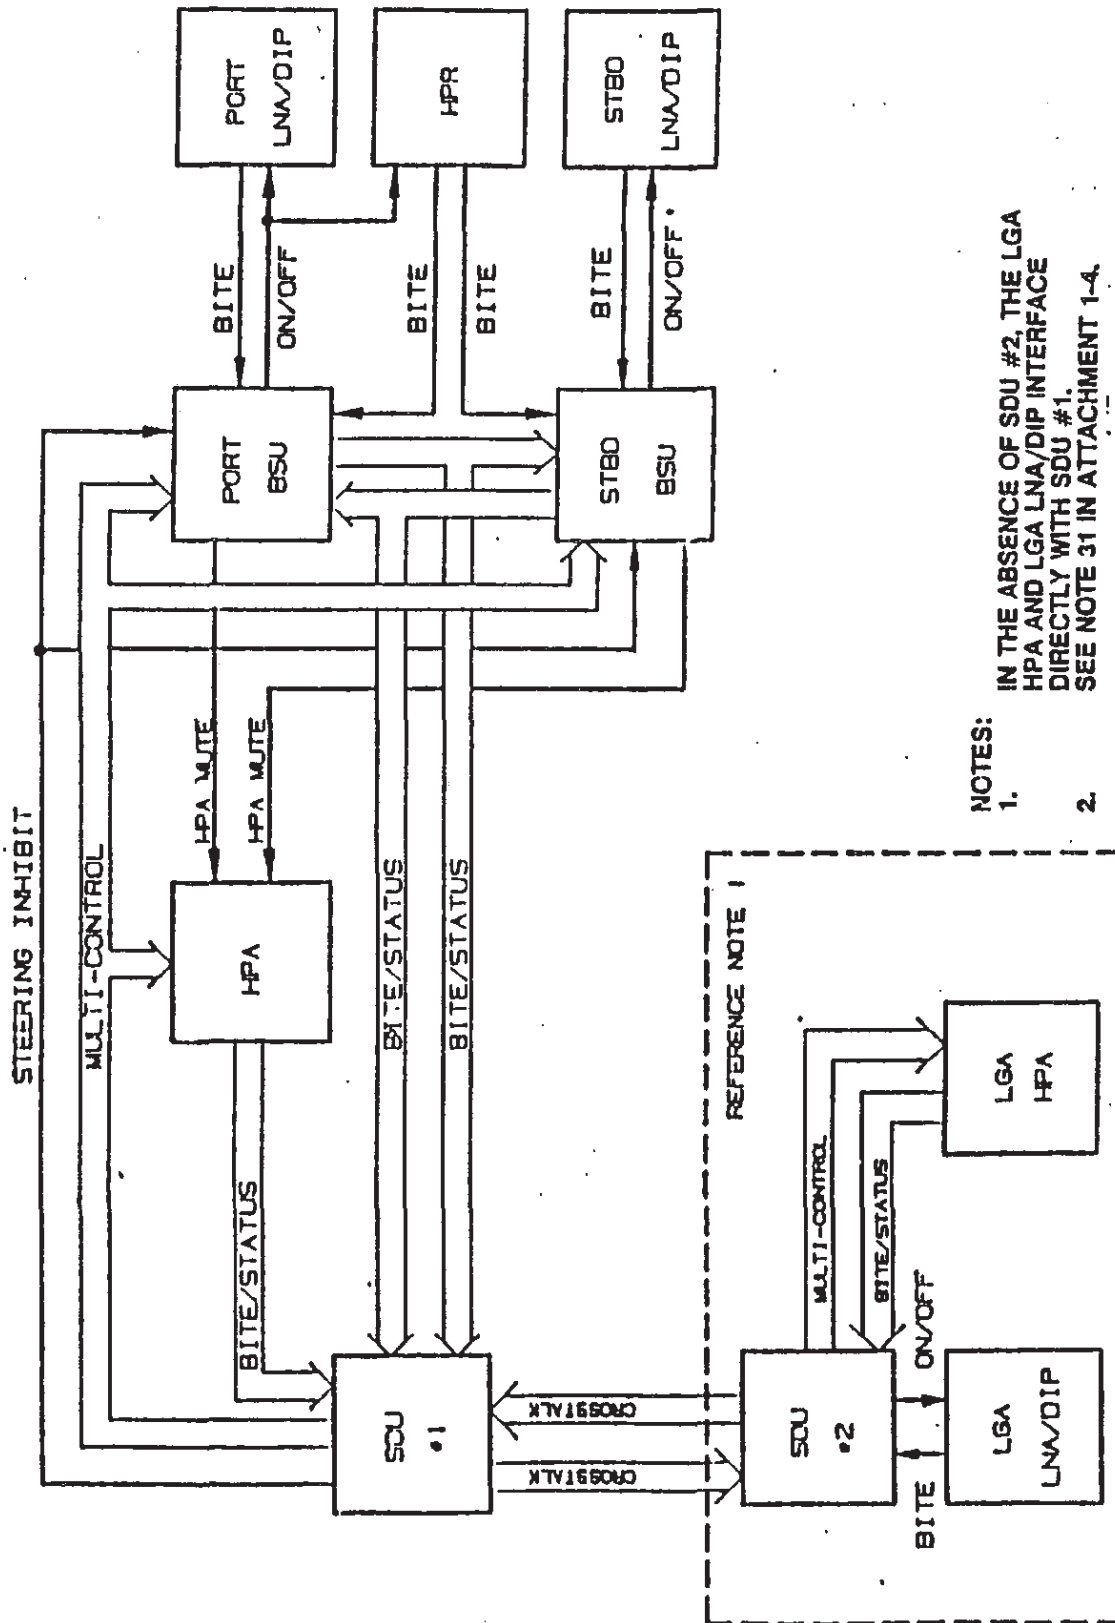 STEERING INHIBIT
MULTI-CONTROL
HPA
HPA MUTE
HPA MUTE
PORT
BSU
BITE
ON/OFF
PORT
LNA/DIP
BITE
BITE
HPR
BITE/STATUS
BITE/STATUS
BITE/STATUS
STBD
BSU
BITE
ON/OFF
STBD
LNA/DIP
SDU
#1
CROSSTALK
CROSSTALK
REFERENCE NOTE 1
SDU
#2
MULTI-CONTROL
BITE/STATUS
LGA
HPA
BITE
ON/OFF
LGA
LNA/DIP
NOTES:
1. IN THE ABSENCE OF SDU #2, THE LGA
HPA AND LGA LNA/DIP INTERFACE
DIRECTLY WITH SDU #1.
2. SEE NOTE 31 IN ATTACHMENT 1-4.